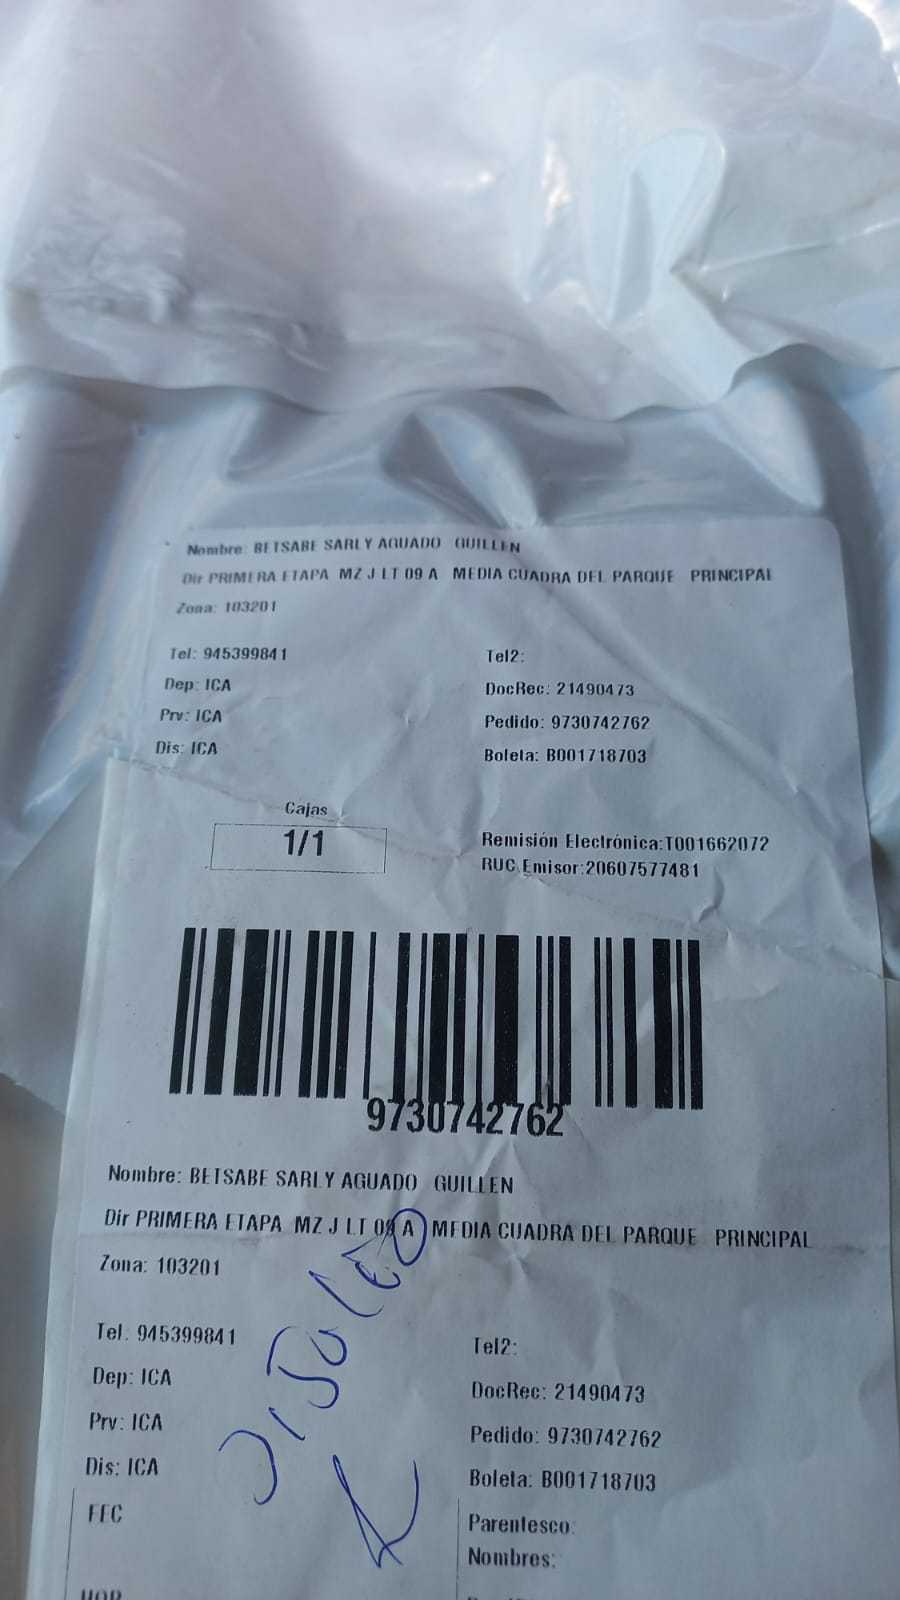 Nombre: BETSABE SARLY AGUADO GUILLEN
Dir PRIMERA ETAPA MZ J LT 09 A MEDIA CUADRA DEL PARQUE PRINCIPAL
Zona: 103201
Tel: 945399841 Tel2:
Dep: ICA DocRec: 21490473
Prv: ICA Pedido: 9730742762
Dis: ICA Boleta: B001718703
Cajas
1/1
Remisión Electrónica:T001662072
RUC Emisor:20607577481
9730742762
Nombre: BETSABE SARLY AGUADO GUILLEN
Dir PRIMERA ETAPA MZ J LT 09 A MEDIA CUADRA DEL PARQUE PRINCIPAL
Zona: 103201
Tel: 945399841 Tel2:
Dep: ICA DocRec: 21490473
Prv: ICA Pedido: 9730742762
Dis: ICA Boleta: B001718703
FEC Parentesco:
Nombres: